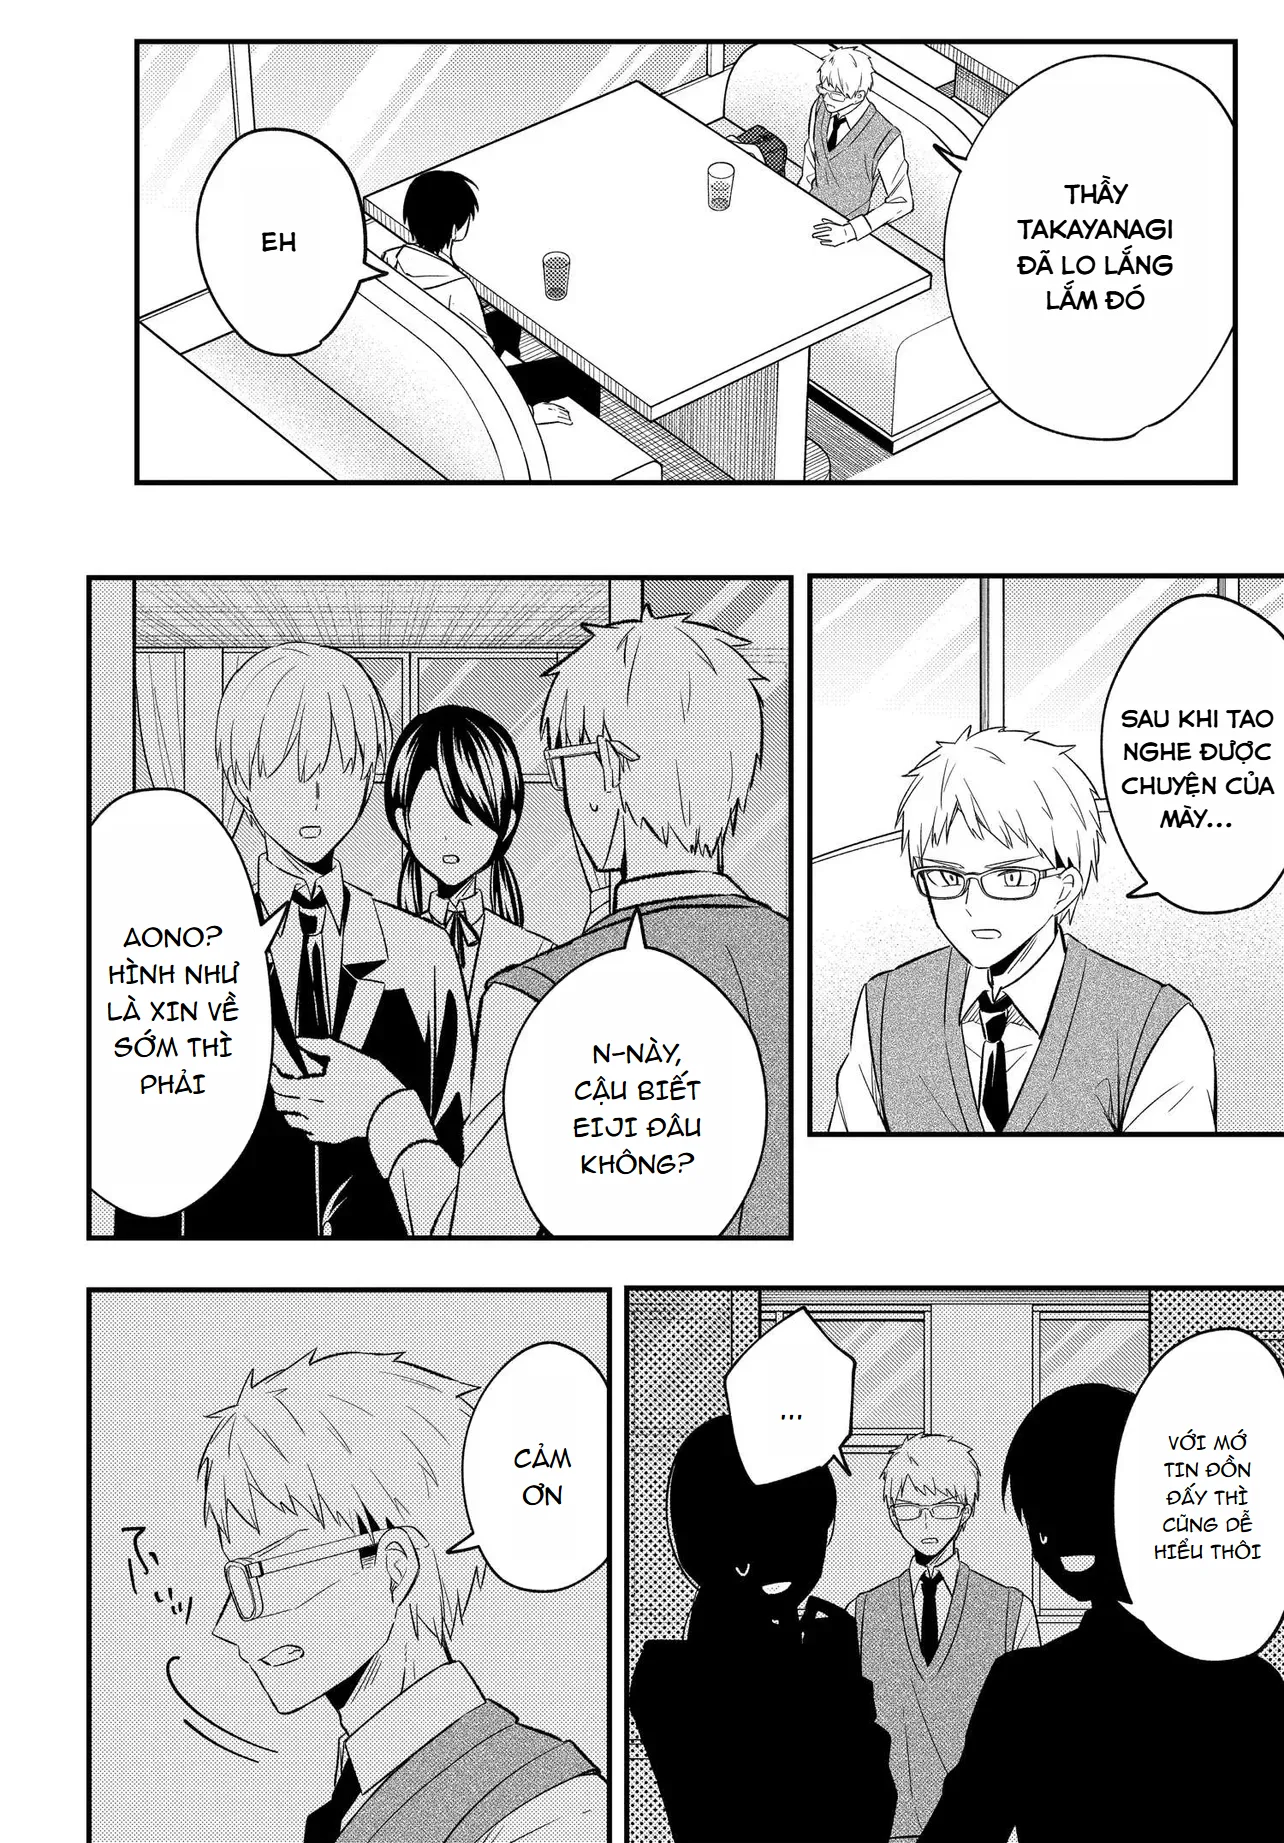 THẦY
TAKAYANAGI
ĐÃ LO LẮNG
LẮM ĐÓ
EH
SAU KHI TAO
NGHE ĐƯỢC
CHUYỆN CỦA
MÀY...
N-NÀY,
CẬU BIẾT
EIJI ĐÂU
KHÔNG?
AONO?
HÌNH NHƯ
LÀ XIN VỀ
SỚM THÌ
PHẢI
VỚI MỚ
TIN ĐỒN
ĐẤY THÌ
CŨNG DỄ
HIỂU THÔI
...
CẢM
ƠN